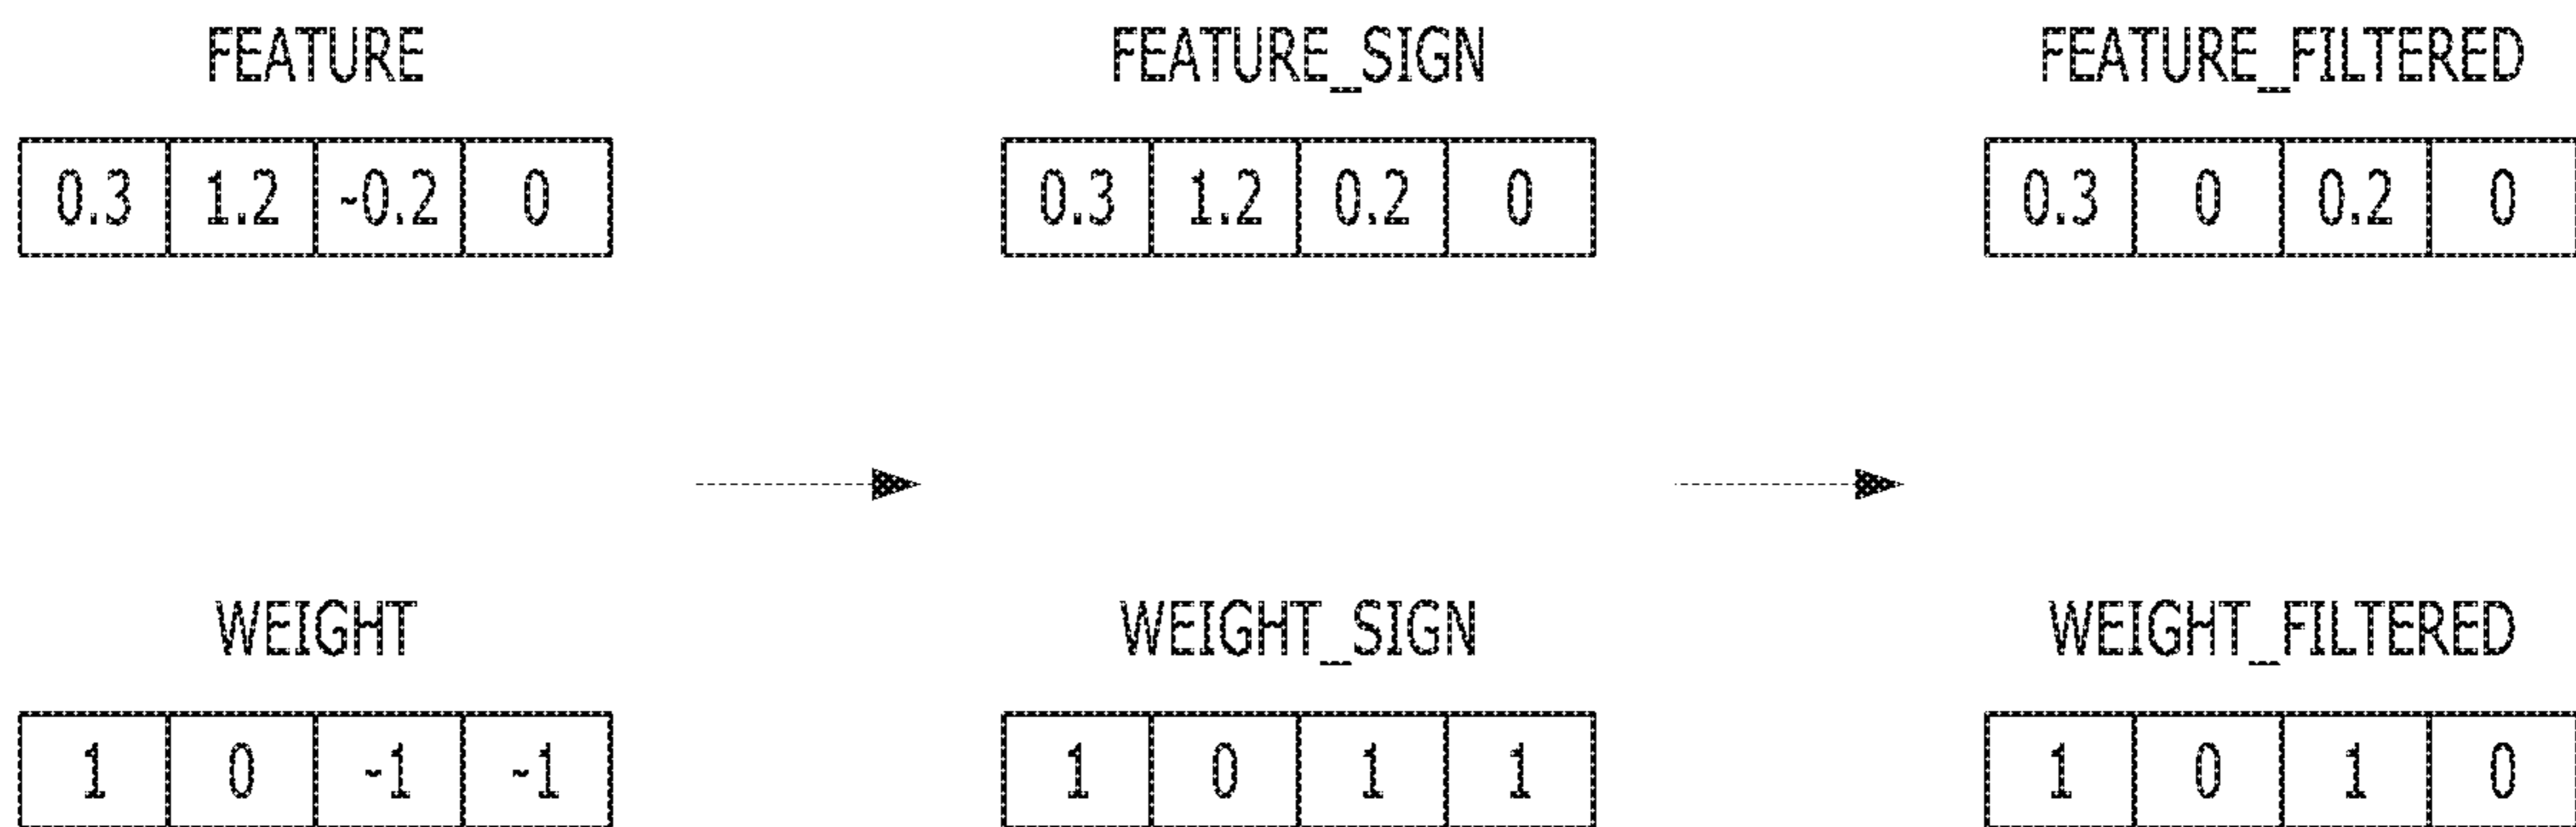 FEATURE FEATURE_SIGN FEATURE_FILTERED
0.3 1.2 -0.2 0 0.3 1.2 0.2 0 0.3 0 0.2 0
WEIGHT WEIGHT_SIGN WEIGHT_FILTERED
1 0 -1 -1 1 0 1 1 1 0 1 0